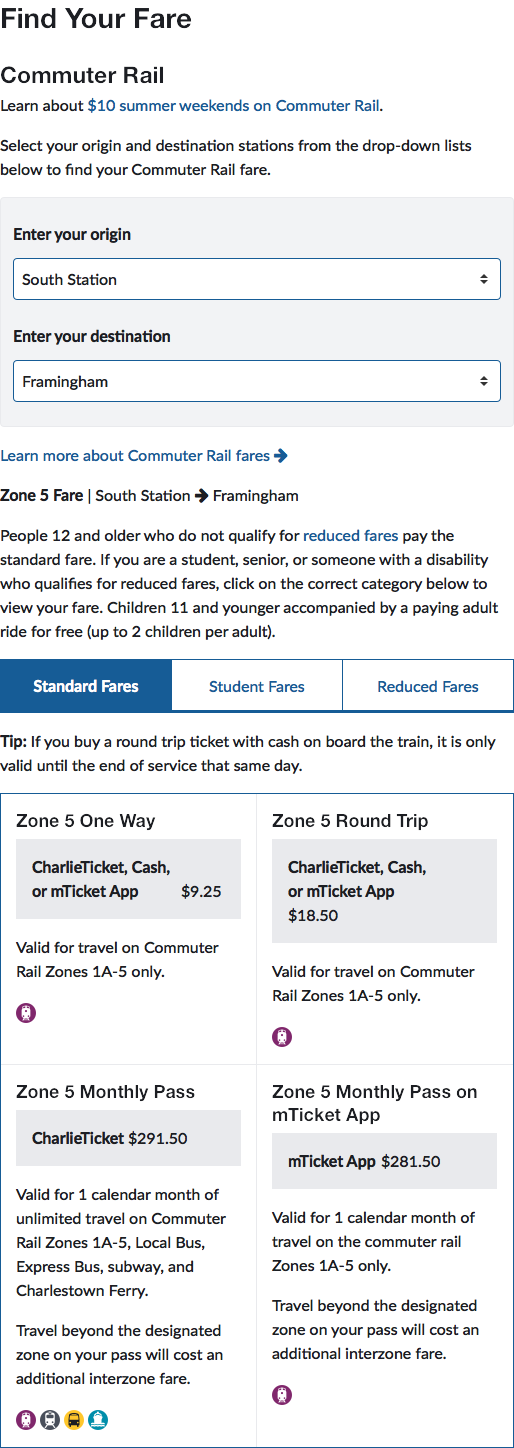 Find Your Fare
Commuter Rail
Learn about $10 summer weekends on Commuter Rail.
Select your origin and destination stations from the drop-down lists
below to find your Commuter Rail fare.
Enter your origin
South Station
Enter your destination
Framingham
Learn more about Commuter Rail fares →
Zone 5 Fare | South Station → Framingham
People 12 and older who do not qualify for reduced fares pay the
standard fare. If you are a student, senior, or someone with a disability
who qualifies for reduced fares, click on the correct category below to
view your fare. Children 11 and younger accompanied by a paying adult
ride for free (up to 2 children per adult).
Standard Fares
Student Fares
Reduced Fares
Tip: If you buy a round trip ticket with cash on board the train, it is only
valid until the end of service that same day.
Zone 5 One Way
CharlieTicket, Cash,
or mTicket App $9.25
Valid for travel on Commuter
Rail Zones 1A-5 only.
Zone 5 Round Trip
CharlieTicket, Cash,
or mTicket App
$18.50
Valid for travel on Commuter
Rail Zones 1A-5 only.
Zone 5 Monthly Pass
CharlieTicket $291.50
Valid for 1 calendar month of
unlimited travel on Commuter
Rail Zones 1A-5, Local Bus,
Express Bus, subway, and
Charlestown Ferry.
Travel beyond the designated
zone on your pass will cost an
additional interzone fare.
Zone 5 Monthly Pass on
mTicket App
mTicket App $281.50
Valid for 1 calendar month of
travel on the commuter rail
Zones 1A-5 only.
Travel beyond the designated
zone on your pass will cost an
additional interzone fare.